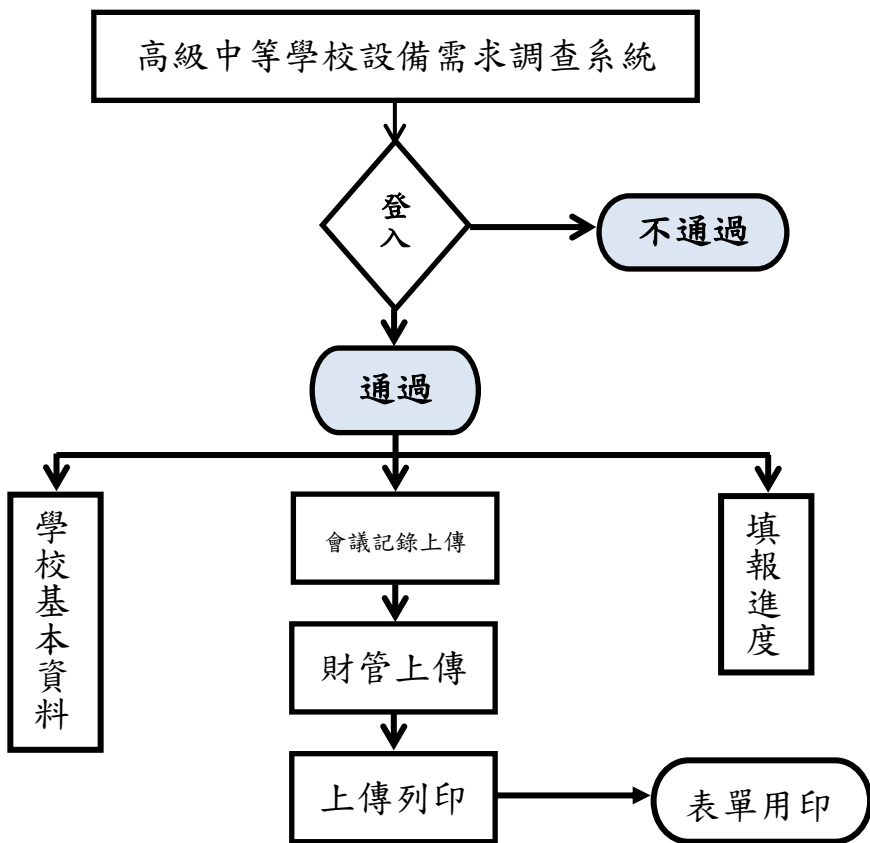 高級中等學校設備需求調查系統
登入
不通過
通過
學校基本資料
會議記錄上傳
填報進度
財管上傳
上傳列印
表單用印